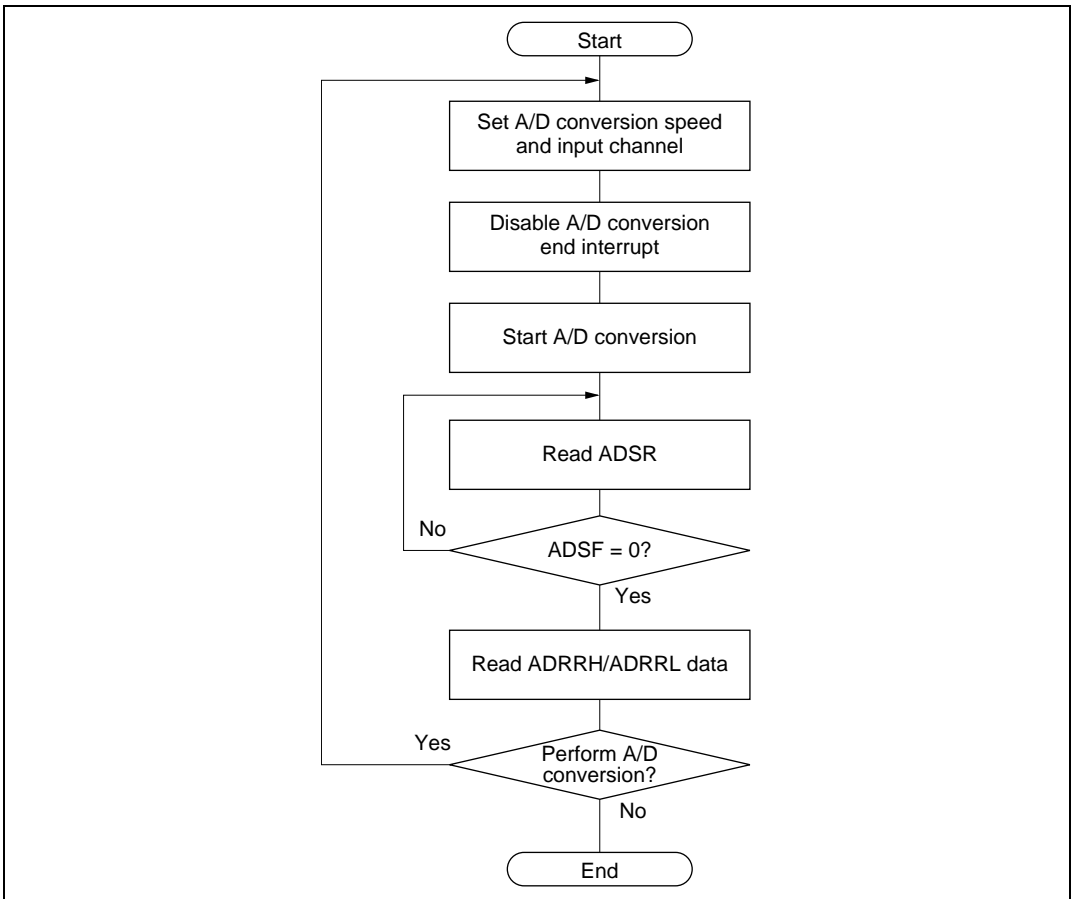 Start
Set A/D conversion speed
and input channel
Disable A/D conversion
end interrupt
Start A/D conversion
Read ADSR
No
ADSF = 0?
Yes
Read ADRRH/ADRRL data
Yes
Perform A/D
conversion?
No
End